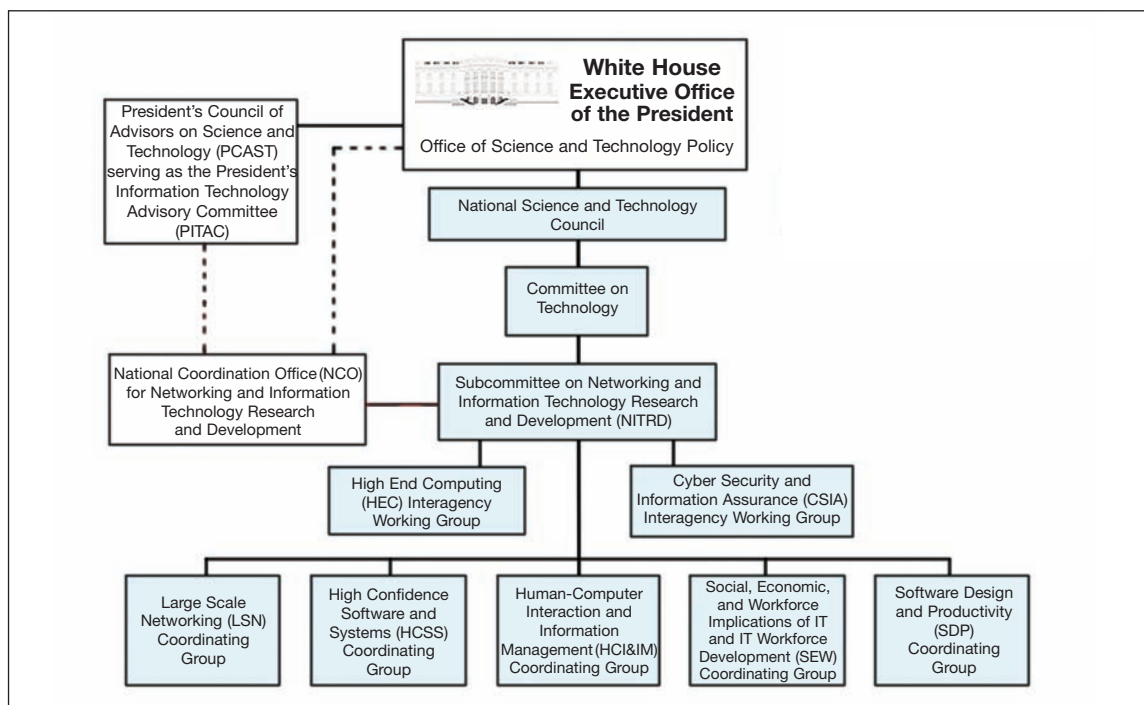 White House
Executive Office
of the President
Office of Science and Technology Policy
President's Council of
Advisors on Science and
Technology (PCAST)
serving as the President's
Information Technology
Advisory Committee
(PITAC)
National Science and Technology
Council
Committee on
Technology
National Coordination Office (NCO)
for Networking and Information
Technology Research
and Development
Subcommittee on Networking and
Information Technology Research
and Development (NITRD)
High End Computing
(HEC) Interagency
Working Group
Cyber Security and
Information Assurance (CSIA)
Interagency Working Group
Large Scale
Networking (LSN)
Coordinating
Group
High Confidence
Software and
Systems (HCSS)
Coordinating
Group
Human-Computer
Interaction and
Information
Management (HCI&IM)
Coordinating Group
Social, Economic,
and Workforce
Implications of IT
and IT Workforce
Development (SEW)
Coordinating Group
Software Design
and Productivity
(SDP)
Coordinating
Group